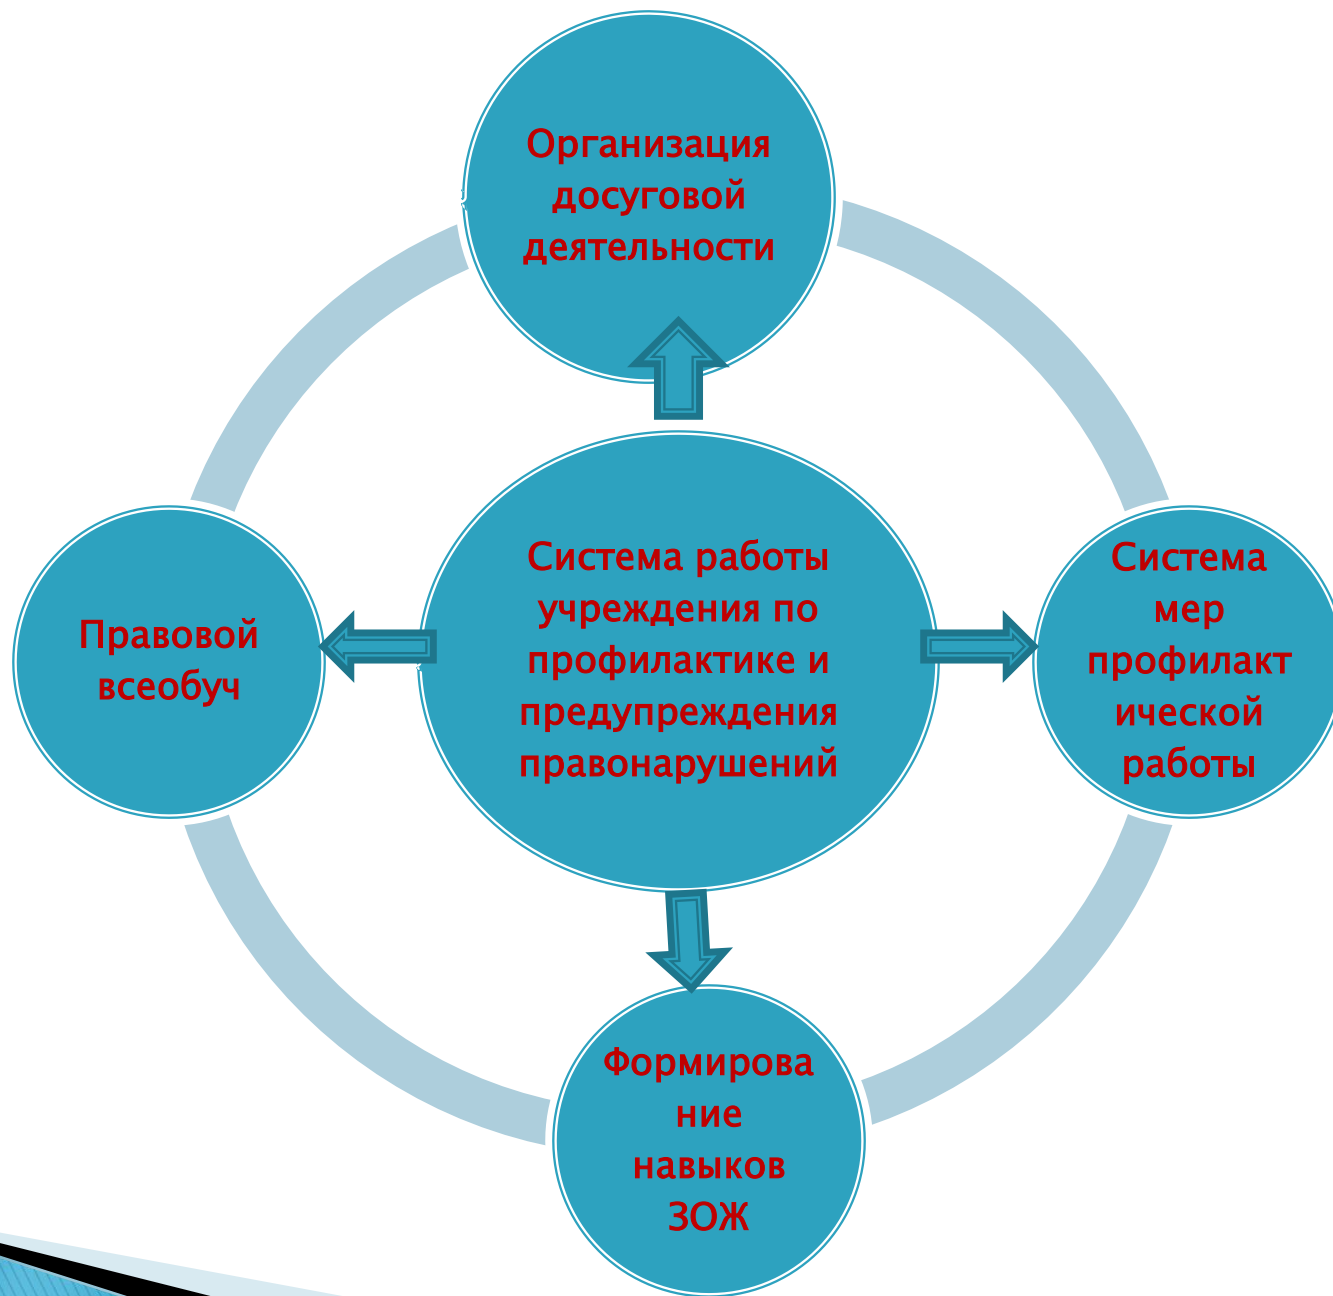 Организация
досуговой
деятельности
Правовой
всеобуч
Система работы
учреждения по
профилактике и
предупреждения
правонарушений
Система
мер
профилакт
ической
работы
Формирова
ние
навыков
ЗОЖ